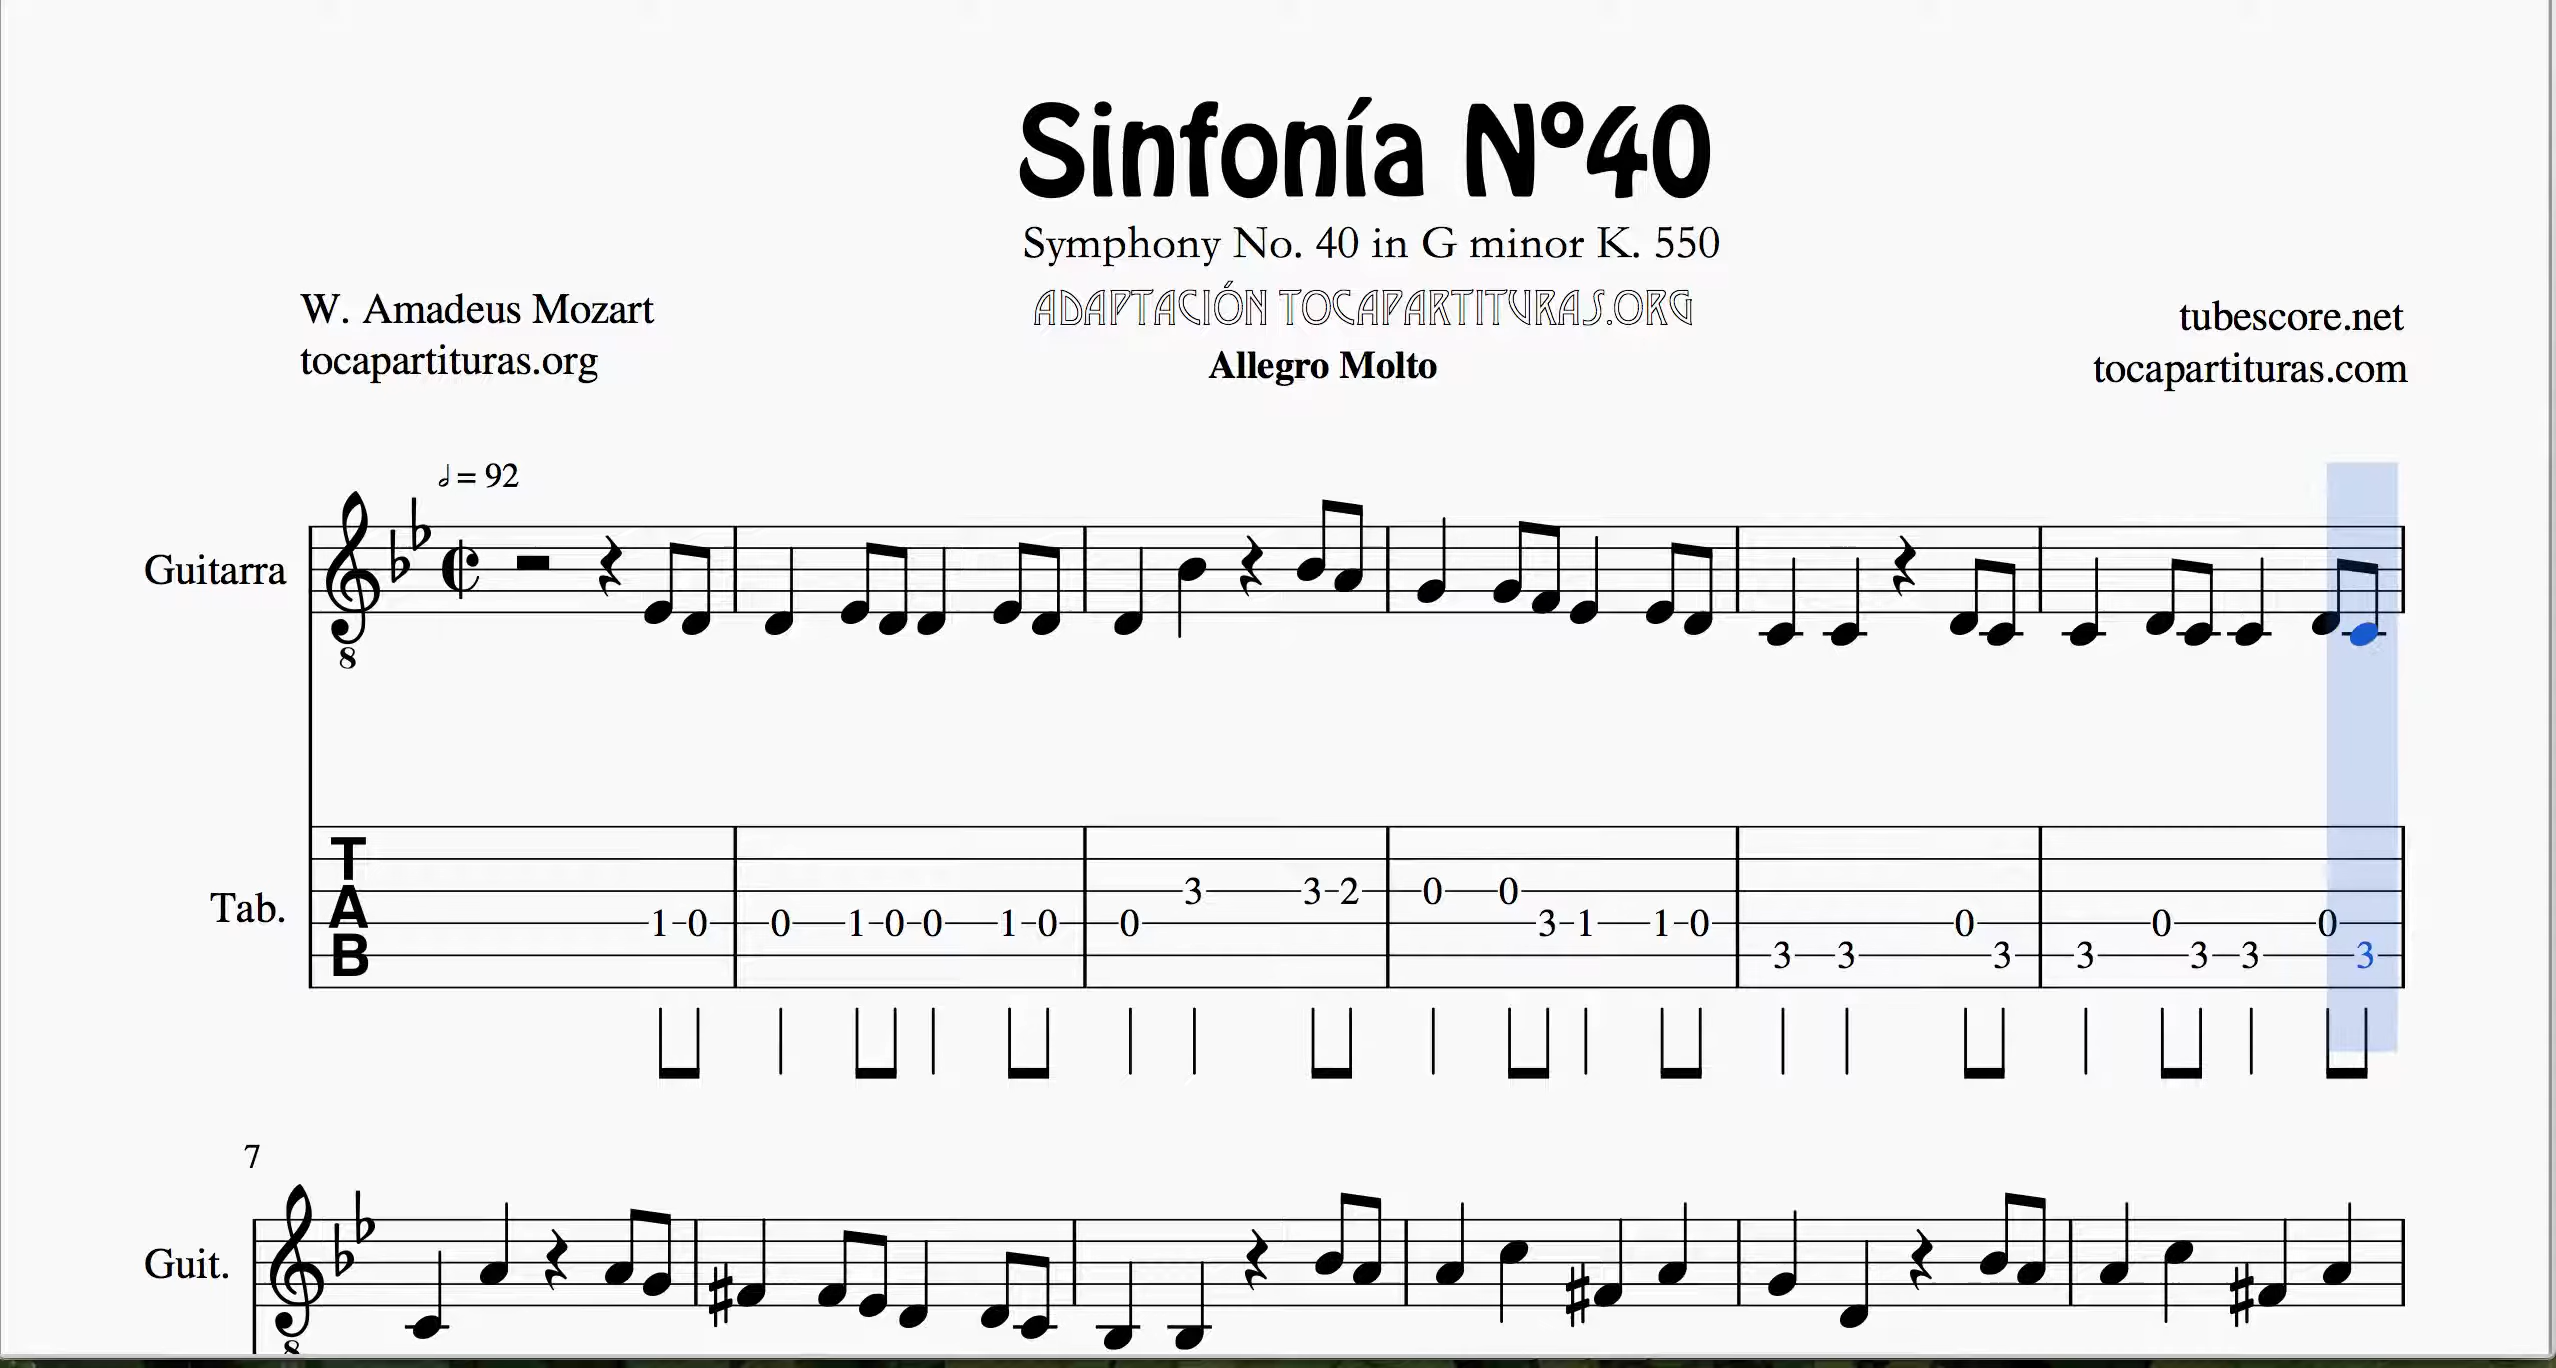 Sinfonía Nº40
Symphony No. 40 in G minor K. 550
W. Amadeus Mozart
ADAPTACIÓN TOCAPARTITURAS.ORG
tubescore.net
tocapartituras.org
Allegro Molto
tocapartituras.com
𝅗𝅥 = 92
Guitarra
8
T
A
B
Tab.
1-0 0 1-0-0 1-0 0 3 3-2 0 0 3-1 1-0 3 3 0 3 3 0 3-3 0 3
7
Guit.
8